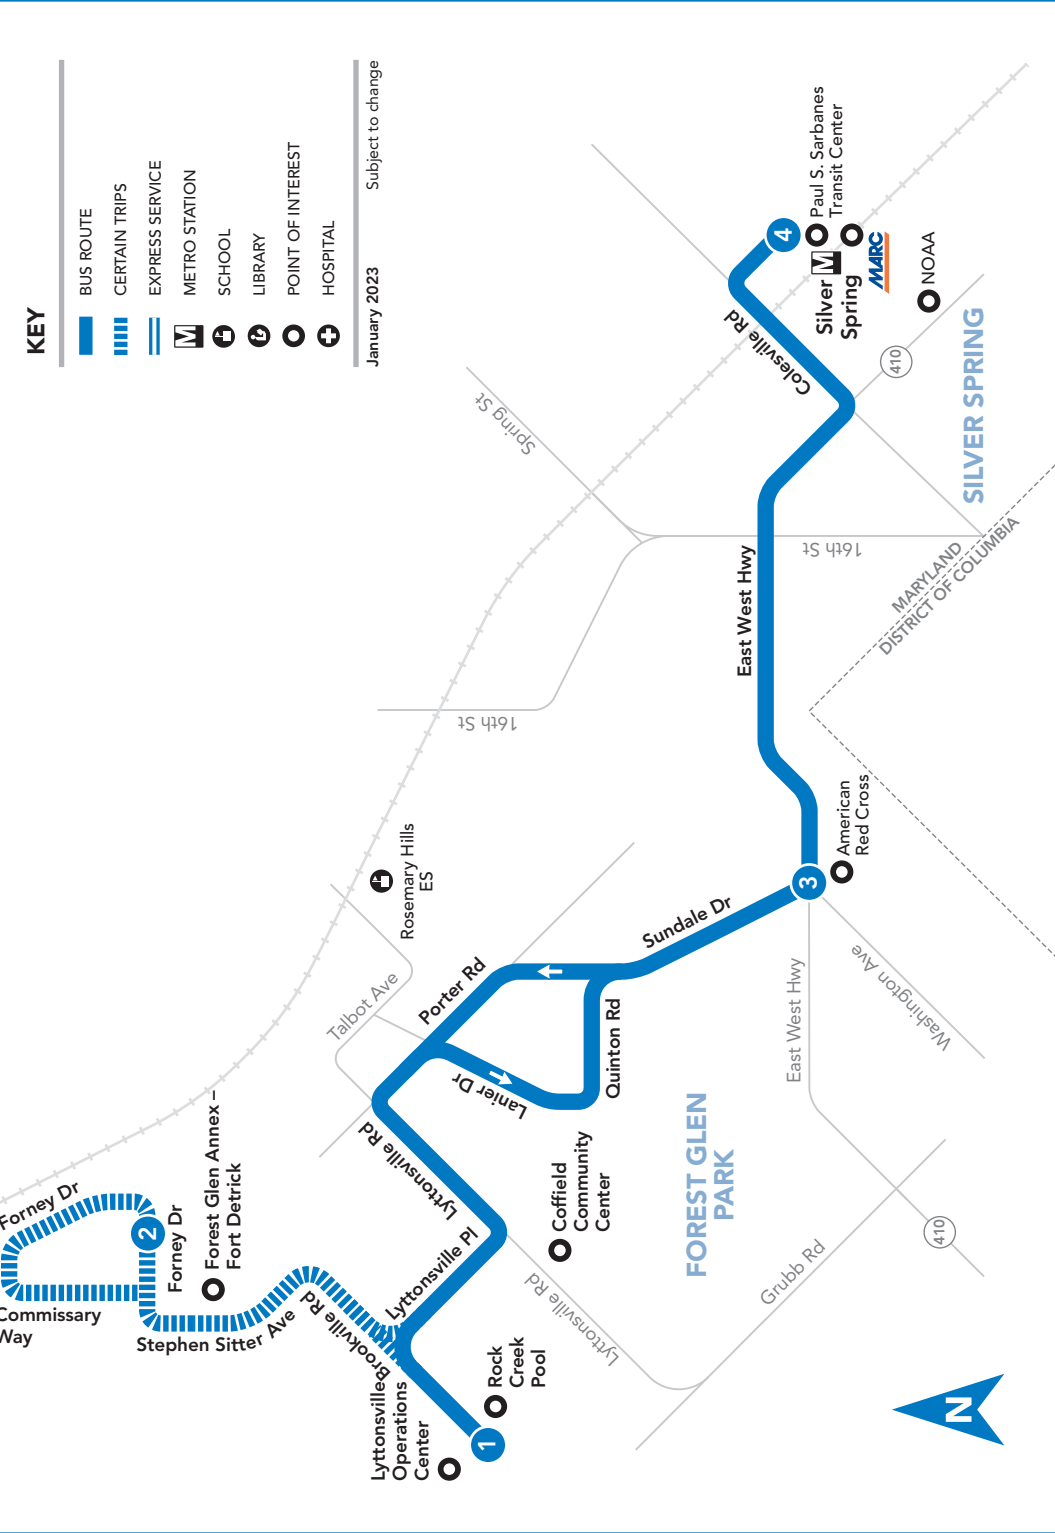 KEY
BUS ROUTE
CERTAIN TRIPS
EXPRESS SERVICE
M
METRO STATION
SCHOOL
LIBRARY
POINT OF INTEREST
HOSPITAL
January 2023
Subject to change
Forney Dr
Commissary
Way
2
Forney Dr
Forest Glen Annex –
Fort Detrick
Stephen Sitter Ave
Brookville Rd
Lyttonsville
Operations
Center
1
Rock
Creek
Pool
Lyttonsville Pl
Lyttonsville Rd
Lyttonsville Rd
Coffield
Community
Center
Talbot Ave
Rosemary Hills
ES
Porter Rd
Lanier Dr
Quinton Rd
Sundale Dr
FOREST GLEN
PARK
Grubb Rd
410
East West Hwy
Washington Ave
3
American
Red Cross
16th St
16th St
Spring St
East West Hwy
Colesville Rd
4
Paul S. Sarbanes
Transit Center
Silver
Spring
M
MARC
NOAA
410
SILVER SPRING
MARYLAND
DISTRICT OF COLUMBIA
N